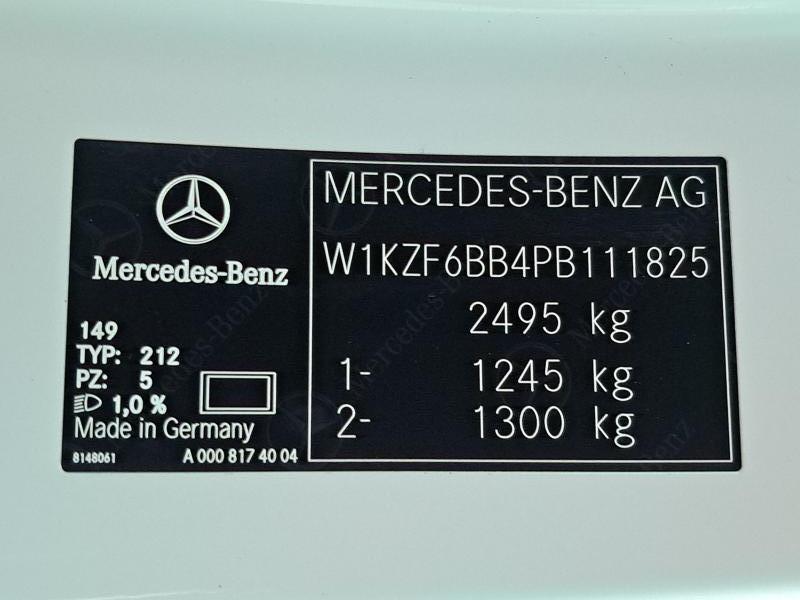 Mercedes-Benz
149
TYP: 212
PZ: 5
1,0 %
Made in Germany
8148061 A 000 817 40 04
MERCEDES-BENZ AG
W1KZF6BB4PB111825
2495 kg
1- 1245 kg
2- 1300 kg